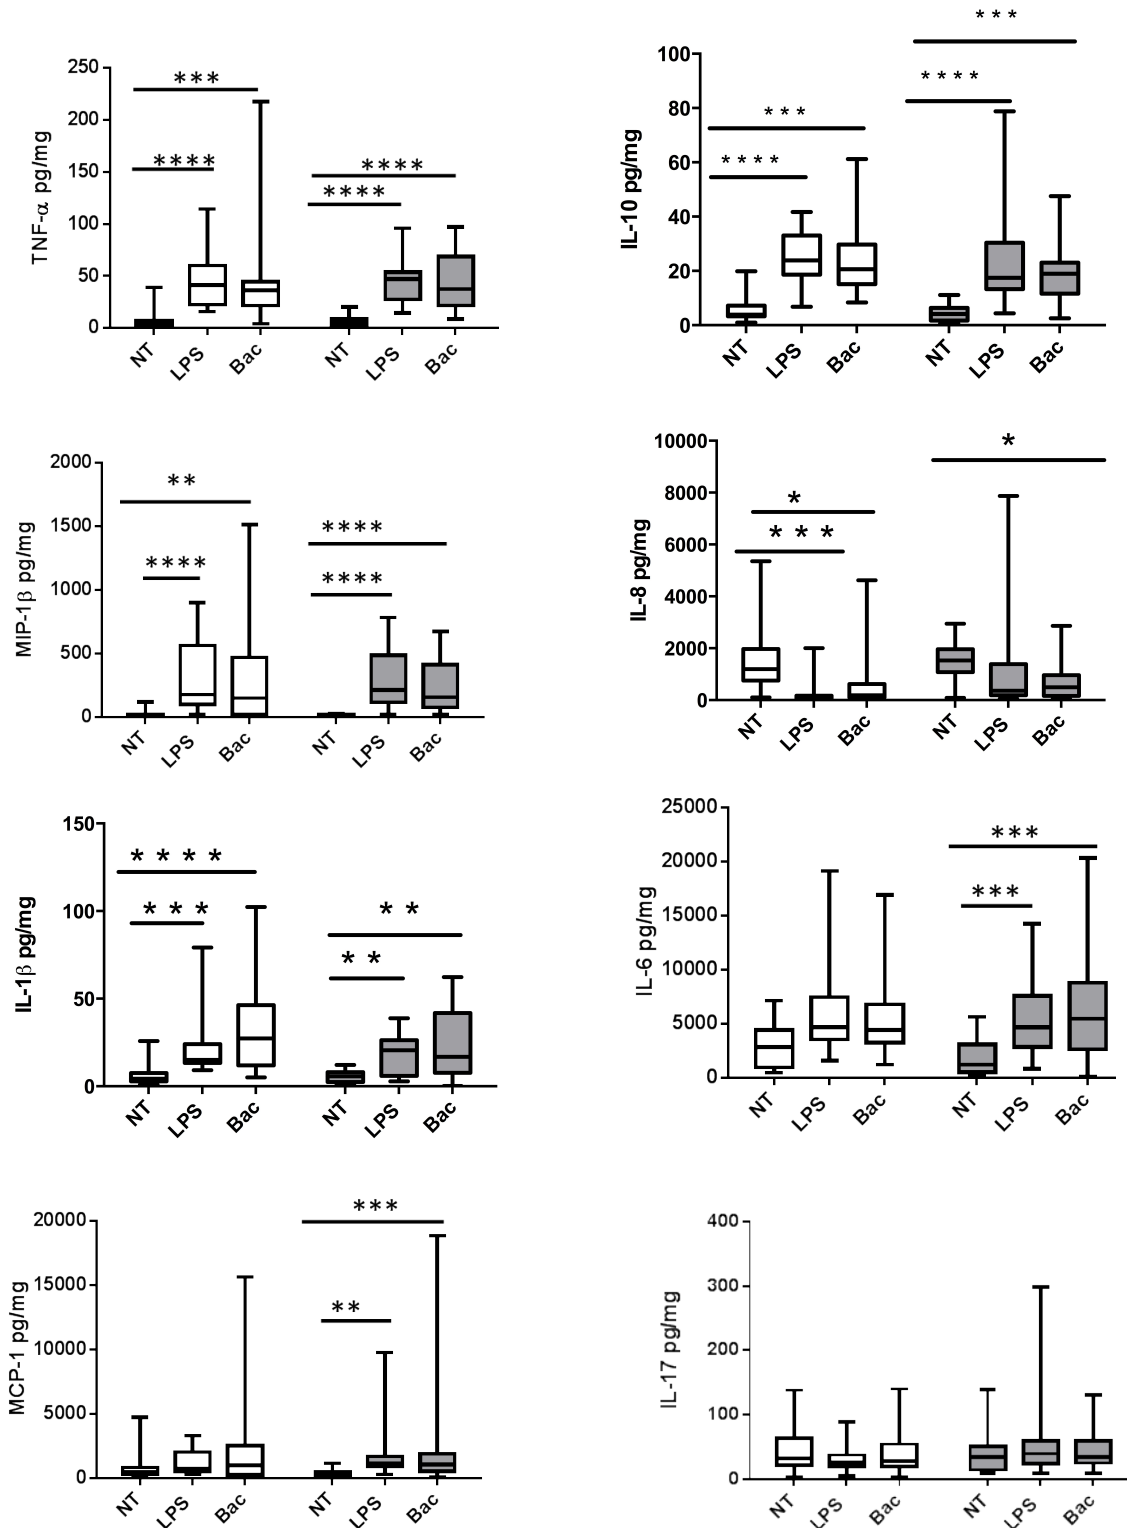 TNF-α pg/mg
250
200
150
100
50
0
***
****
****
****
NT
LPS
Bac
NT
LPS
Bac
IL-10 pg/mg
100
80
60
40
20
0
***
****
***
****
NT
LPS
Bac
NT
LPS
Bac
MIP-1β pg/mg
2000
1500
1000
500
0
**
****
****
****
NT
LPS
Bac
NT
LPS
Bac
IL-8 pg/mg
10000
8000
6000
4000
2000
0
*
*
* * *
NT
LPS
Bac
NT
LPS
Bac
IL-1β pg/mg
150
100
50
0
* * * *
* * *
* *
* *
NT
LPS
Bac
NT
LPS
Bac
IL-6 pg/mg
25000
20000
15000
10000
5000
0
***
***
NT
LPS
Bac
NT
LPS
Bac
MCP-1 pg/mg
20000
15000
10000
5000
0
***
**
NT
LPS
Bac
NT
LPS
Bac
IL-17 pg/mg
400
300
200
100
0
NT
LPS
Bac
NT
LPS
Bac